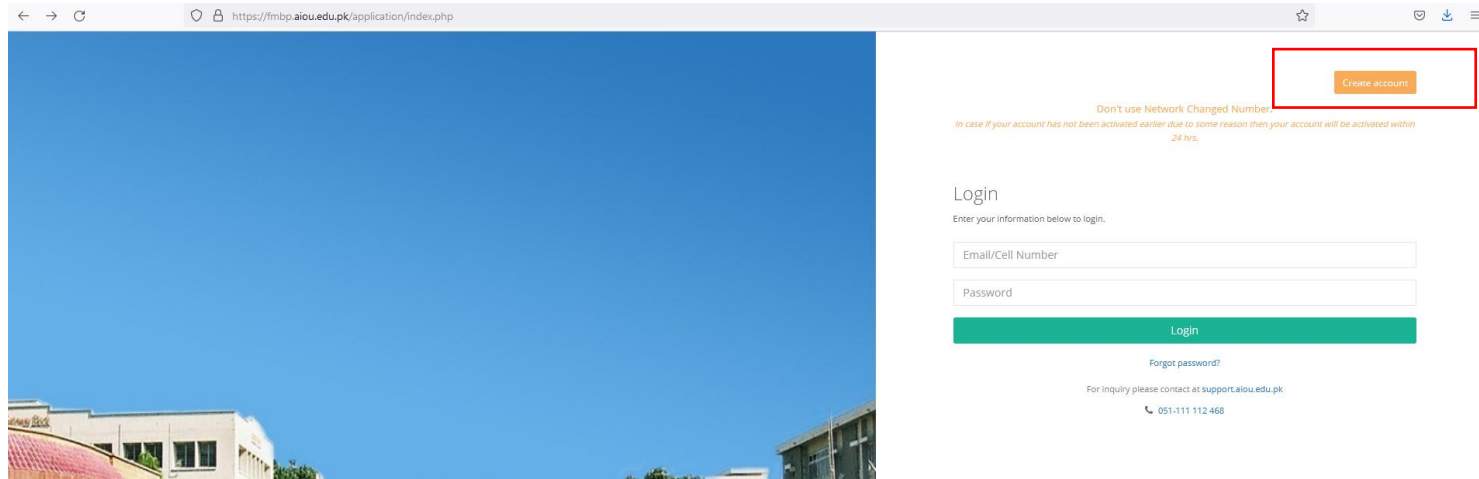 https://fmbp.aiou.edu.pk/application/index.php
Create account
Don't use Network Changed Number.
In case if your account has not been activated earlier due to some reason then your account will be activated within
24 hrs.
Login
Enter your information below to login.
Email/Cell Number
Password
Login
Forgot password?
For inquiry please contact at support.aiou.edu.pk
051-111 112 468